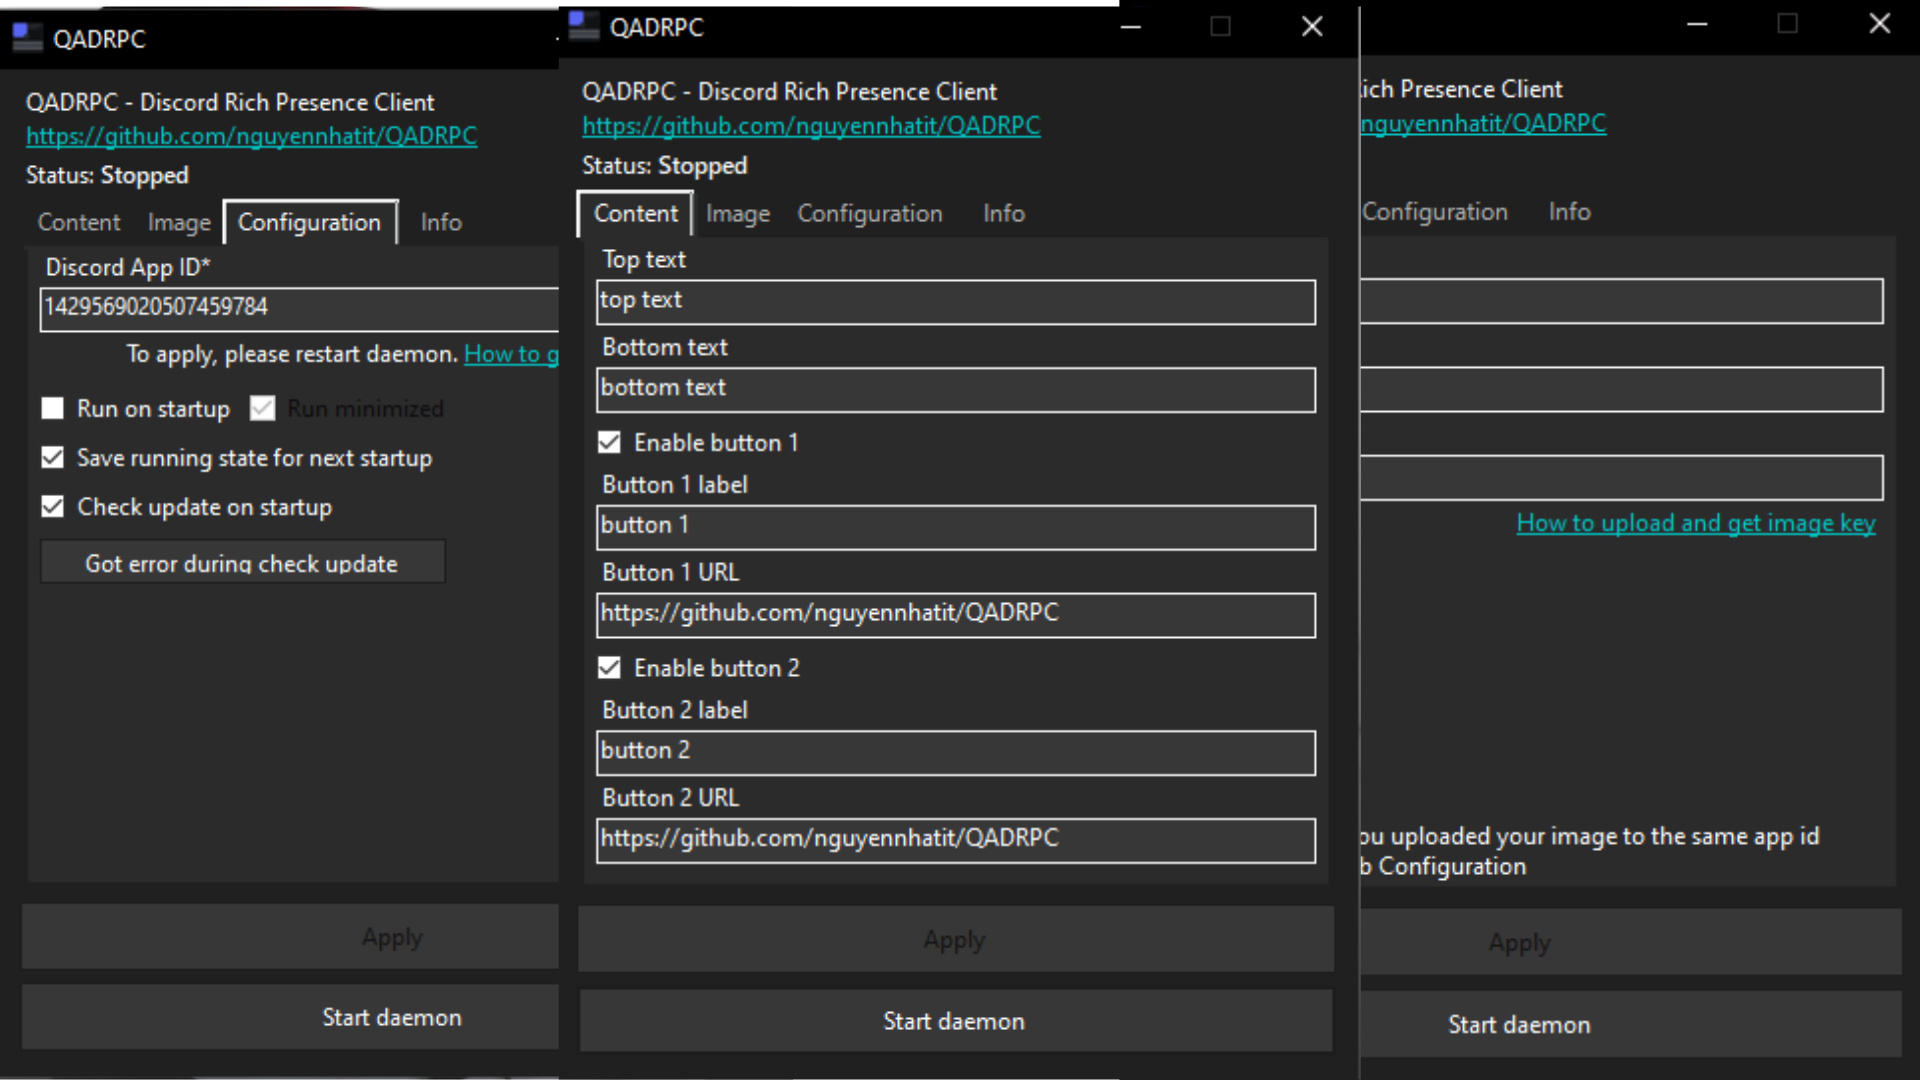 QADRPC
QADRPC - Discord Rich Presence Client
https://github.com/nguyennhatit/QADRPC
Status: Stopped
Content Image Configuration Info
Discord App ID*
1429569020507459784
To apply, please restart daemon. How to g
Run on startup Run minimized
Save running state for next startup
Check update on startup
Got error during check update
Apply
Start daemon
QADRPC
QADRPC - Discord Rich Presence Client
https://github.com/nguyennhatit/QADRPC
Status: Stopped
Content Image Configuration Info
Top text
top text
Bottom text
bottom text
Enable button 1
Button 1 label
button 1
Button 1 URL
https://github.com/nguyennhatit/QADRPC
Enable button 2
Button 2 label
button 2
Button 2 URL
https://github.com/nguyennhatit/QADRPC
Apply
Start daemon
ich Presence Client
nguyennhatit/QADRPC
Configuration Info
How to upload and get image key
ou uploaded your image to the same app id
b Configuration
Apply
Start daemon